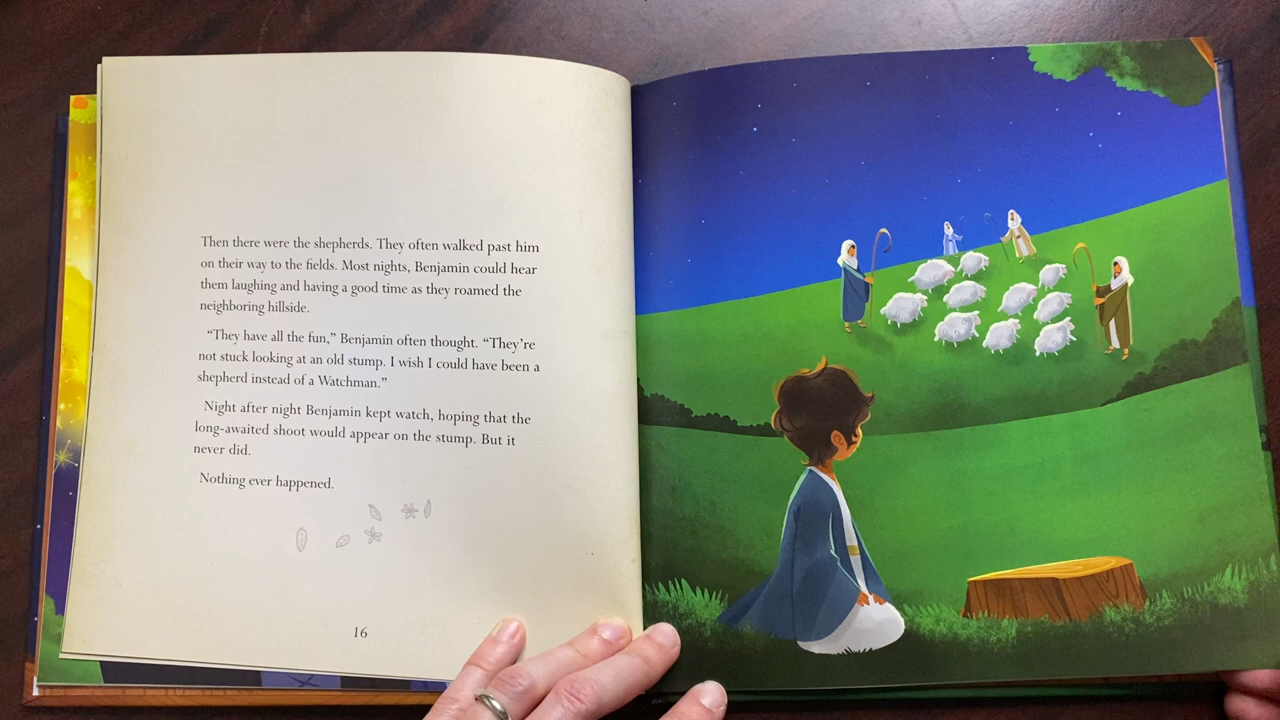 Then there were the shepherds. They often walked past him
on their way to the fields. Most nights, Benjamin could hear
them laughing and having a good time as they roamed the
neighboring hillside.
“They have all the fun,” Benjamin often thought. “They’re
not stuck looking at an old stump. I wish I could have been a
shepherd instead of a Watchman.”
Night after night Benjamin kept watch, hoping that the
long-awaited shoot would appear on the stump. But it
never did.
Nothing ever happened.
16